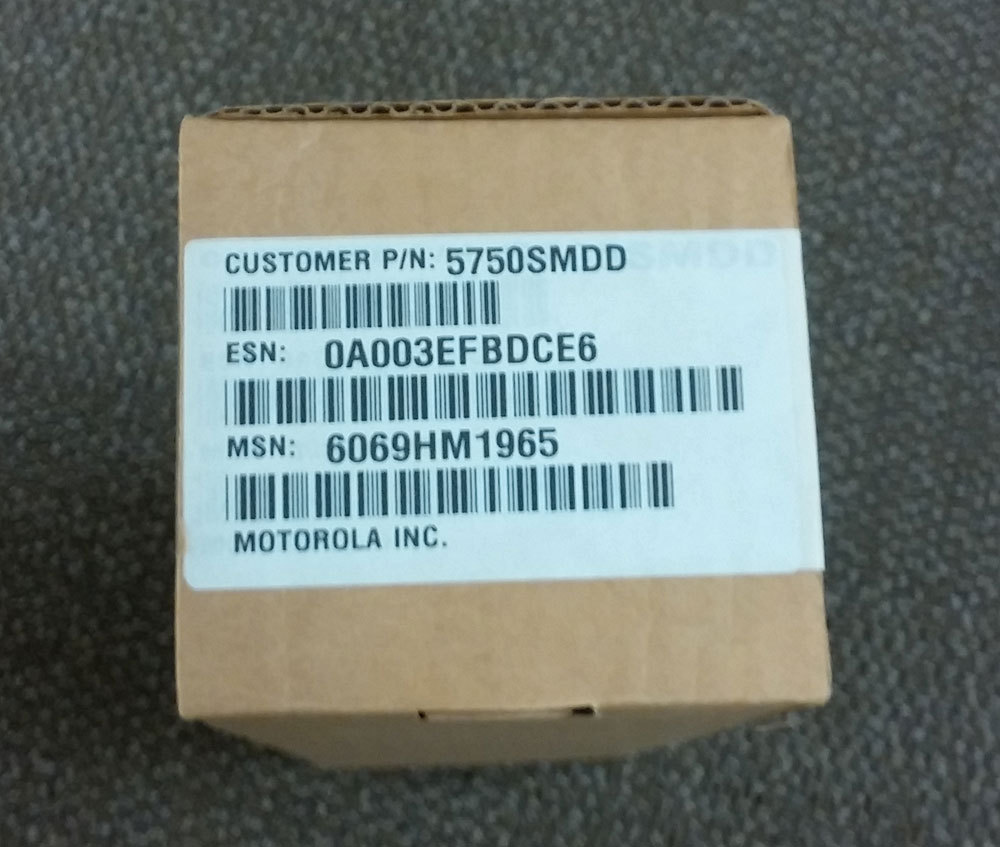 CUSTOMER P/N: 5750SMDD
ESN: 0A003EFBDCE6
MSN: 6069HM1965
MOTOROLA INC.